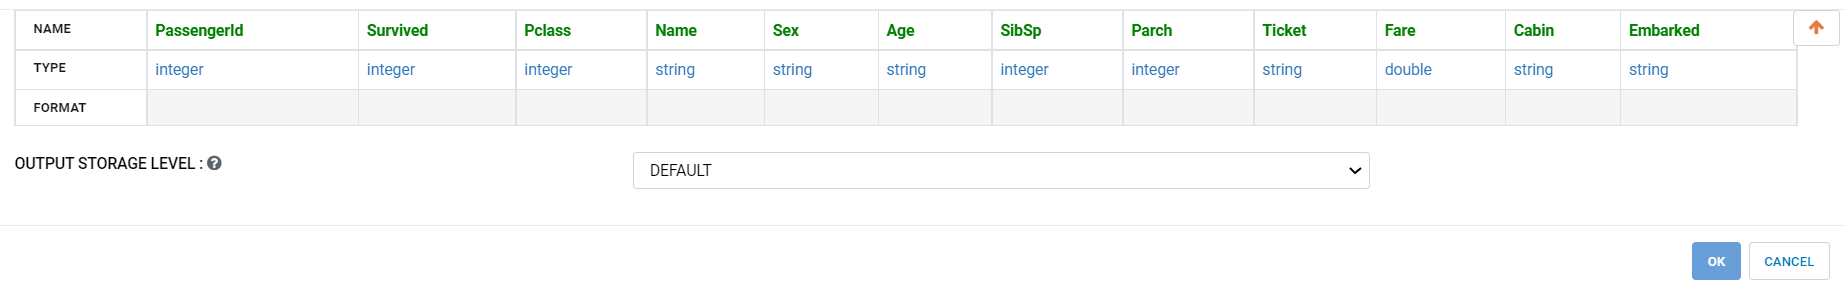 NAME PassengerId Survived Pclass Name Sex Age SibSp Parch Ticket Fare Cabin Embarked
TYPE integer integer integer string string string integer integer string double string string
FORMAT
OUTPUT STORAGE LEVEL : ?
DEFAULT
OK CANCEL